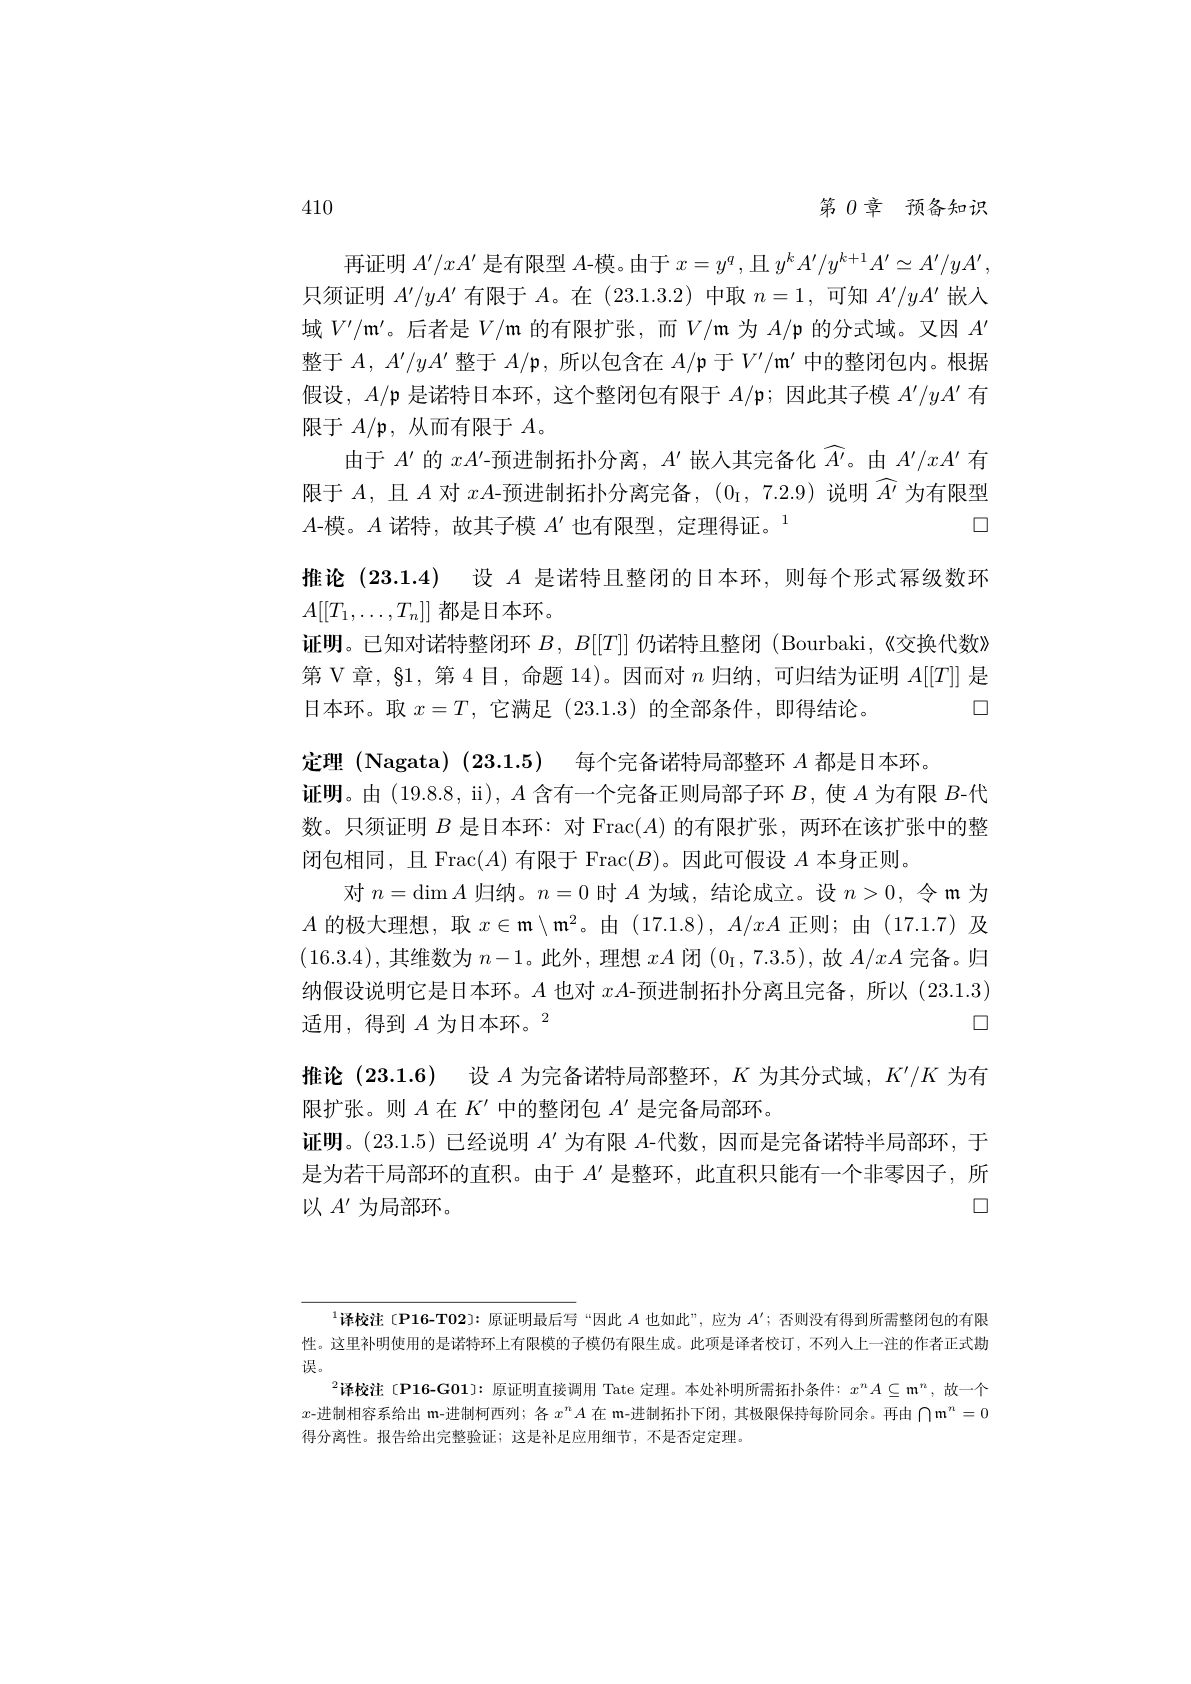 410 第 0 章 预备知识
再证明 A′/xA′ 是有限型 A-模。由于 x = y^q, 且 y^kA′/y^{k+1}A′ ≃ A′/yA′,
只须证明 A′/yA′ 有限于 A。在 (23.1.3.2) 中取 n = 1, 可知 A′/yA′ 嵌入
域 V′/𝔪′。后者是 V/𝔪 的有限扩张, 而 V/𝔪 为 A/𝔭 的分式域。又因 A′
整于 A, A′/yA′ 整于 A/𝔭, 所以包含在 A/𝔭 于 V′/𝔪′ 中的整闭包内。根据
假设, A/𝔭 是诺特日本环, 这个整闭包有限于 A/𝔭; 因此其子模 A′/yA′ 有
限于 A/𝔭, 从而有限于 A。
由于 A′ 的 xA′-预进制拓扑分离, A′ 嵌入其完备化 \widehat{A′}。由 A′/xA′ 有
限于 A, 且 A 对 xA-预进制拓扑分离完备, (0_I, 7.2.9) 说明 \widehat{A′} 为有限型
A-模。A 诺特, 故其子模 A′ 也有限型, 定理得证。¹ □
推论 (23.1.4) 设 A 是诺特且整闭的日本环, 则每个形式幂级数环
A[[T₁, . . . , Tₙ]] 都是日本环。
证明。已知对诺特整闭环 B, B[[T]] 仍诺特且整闭 (Bourbaki,《交换代数》
第 V 章, §1, 第 4 目, 命题 14)。因而对 n 归纳, 可归结为证明 A[[T]] 是
日本环。取 x = T, 它满足 (23.1.3) 的全部条件, 即得结论。 □
定理 (Nagata) (23.1.5) 每个完备诺特局部整环 A 都是日本环。
证明。由 (19.8.8, ii), A 含有一个完备正则局部子环 B, 使 A 为有限 B-代
数。只须证明 B 是日本环: 对 Frac(A) 的有限扩张, 两环在该扩张中的整
闭包相同, 且 Frac(A) 有限于 Frac(B)。因此可假设 A 本身正则。
对 n = dim A 归纳。n = 0 时 A 为域, 结论成立。设 n > 0, 令 𝔪 为
A 的极大理想, 取 x ∈ 𝔪 \ 𝔪²。由 (17.1.8), A/xA 正则; 由 (17.1.7) 及
(16.3.4), 其维数为 n − 1。此外, 理想 xA 闭 (0_I, 7.3.5), 故 A/xA 完备。归
纳假设说明它是日本环。A 也对 xA-预进制拓扑分离且完备, 所以 (23.1.3)
适用, 得到 A 为日本环。² □
推论 (23.1.6) 设 A 为完备诺特局部整环, K 为其分式域, K′/K 为有
限扩张。则 A 在 K′ 中的整闭包 A′ 是完备局部环。
证明。(23.1.5) 已经说明 A′ 为有限 A-代数, 因而是完备诺特半局部环, 于
是为若干局部环的直积。由于 A′ 是整环, 此直积只能有一个非零因子, 所
以 A′ 为局部环。 □
¹译校注〔P16-T02〕: 原证明最后写 “因此 A 也如此”, 应为 A′; 否则没有得到所需整闭包的有限
性。这里补明使用的是诺特环上有限模的子模仍有限生成。此项是译者校订, 不列入上一注的作者正式勘
误。
²译校注〔P16-G01〕: 原证明直接调用 Tate 定理。本处补明所需拓扑条件: xⁿA ⊆ 𝔪ⁿ, 故一个
x-进制相容系给出 𝔪-进制柯西列; 各 xⁿA 在 𝔪-进制拓扑下闭, 其极限保持每阶同余。再由 ⋂𝔪ⁿ = 0
得分离性。报告给出完整验证; 这是补足应用细节, 不是否定定理。